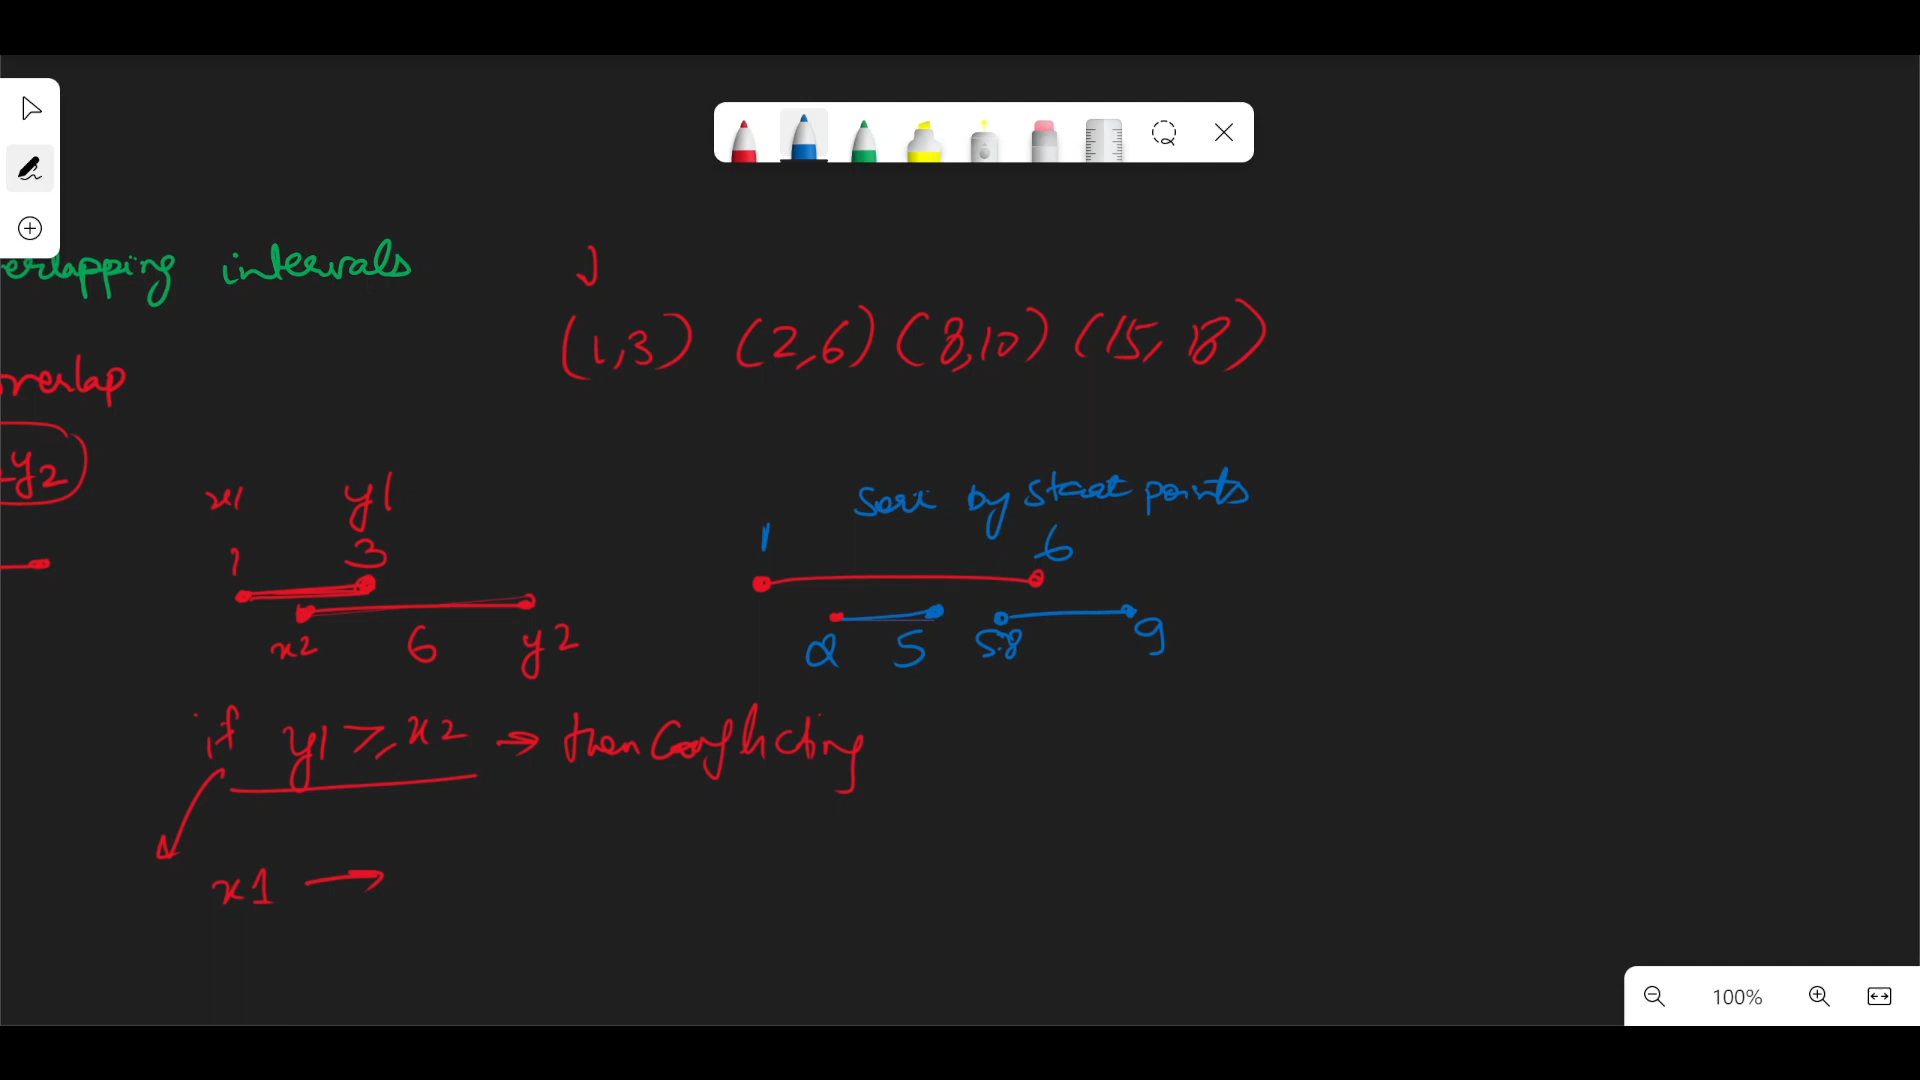 erlapping intervals
(1,3) (2,6) (8,10) (15, 18)
overlap
y2
x1 y1
sort by start points
1 3
1 6
x2 6 y2
2 5 5.8 9
if y1 ≥ x2 → then Conflicting
x1 →
100%